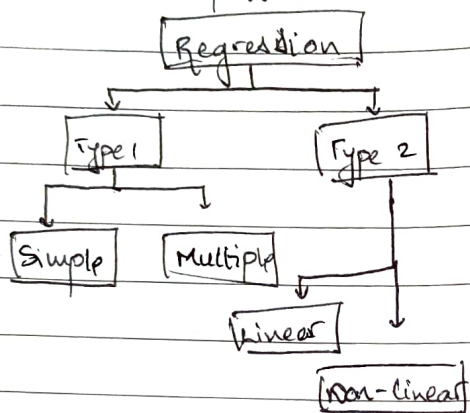 Regression
Type 1
Type 2
Simple
Multiple
Linear
non-linear